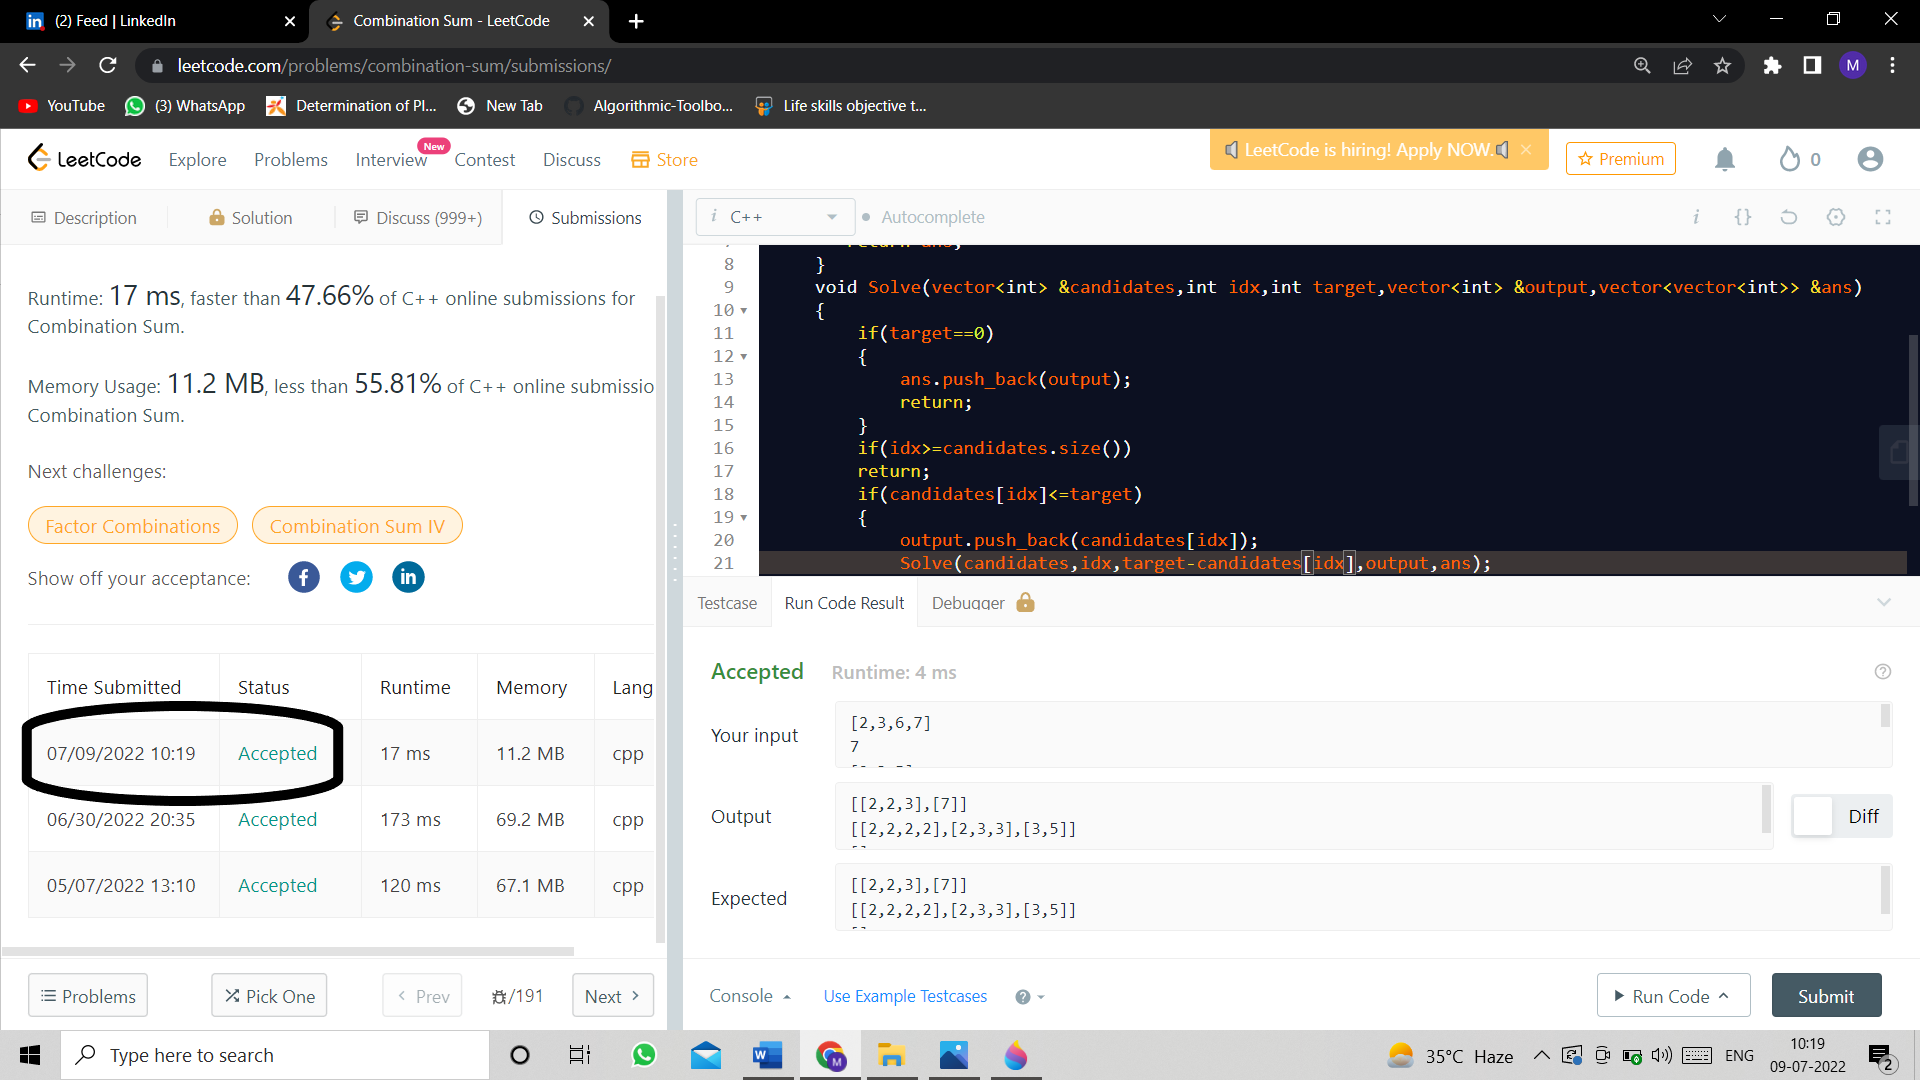 (2) Feed | LinkedIn
Combination Sum - LeetCode
leetcode.com/problems/combination-sum/submissions/
M
YouTube
(3) WhatsApp
Determination of Pl...
New Tab
Algorithmic-Toolbo...
Life skills objective t...
LeetCode
Explore
Problems
Interview
New
Contest
Discuss
Store
LeetCode is hiring! Apply NOW.
Premium
0
Description
Solution
Discuss (999+)
Submissions
Runtime: 17 ms, faster than 47.66% of C++ online submissions for
Combination Sum.
Memory Usage: 11.2 MB, less than 55.81% of C++ online submissio
Combination Sum.
Next challenges:
Factor Combinations
Combination Sum IV
Show off your acceptance:
Time Submitted Status Runtime Memory Lang
07/09/2022 10:19 Accepted 17 ms 11.2 MB cpp
06/30/2022 20:35 Accepted 173 ms 69.2 MB cpp
05/07/2022 13:10 Accepted 120 ms 67.1 MB cpp
Problems
Pick One
Prev
/191
Next
i C++
Autocomplete
8 }
9 void Solve(vector<int> &candidates,int idx,int target,vector<int> &output,vector<vector<int>> &ans)
10 {
11 if(target==0)
12 {
13 ans.push_back(output);
14 return;
15 }
16 if(idx>=candidates.size())
17 return;
18 if(candidates[idx]<=target)
19 {
20 output.push_back(candidates[idx]);
21 Solve(candidates,idx,target-candidates[idx],output,ans);
Testcase
Run Code Result
Debugger
Accepted Runtime: 4 ms
Your input
[2,3,6,7]
7
Output
[[2,2,3],[7]]
[[2,2,2,2],[2,3,3],[3,5]]
Diff
Expected
[[2,2,3],[7]]
[[2,2,2,2],[2,3,3],[3,5]]
Console
Use Example Testcases
Run Code
Submit
Type here to search
35°C Haze
ENG
10:19
09-07-2022
2